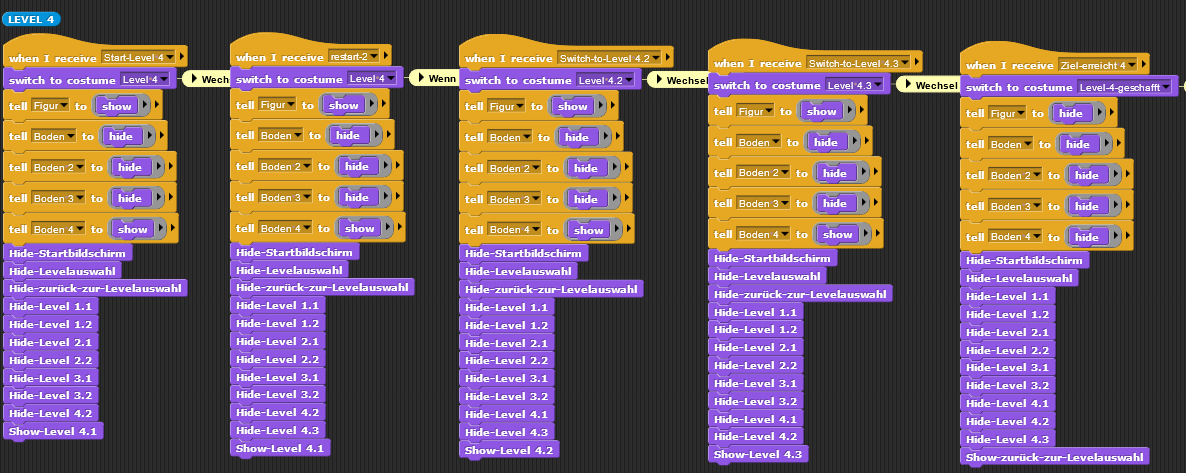 LEVEL 4
when I receive Start-Level 4
switch to costume Level 4
Wech
tell Figur to show
tell Boden to hide
tell Boden 2 to hide
tell Boden 3 to hide
tell Boden 4 to show
Hide-Startbildschirm
Hide-Levelauswahl
Hide-zurück-zur-Levelauswahl
Hide-Level 1.1
Hide-Level 1.2
Hide-Level 2.1
Hide-Level 2.2
Hide-Level 3.1
Hide-Level 3.2
Hide-Level 4.2
Show-Level 4.1
when I receive restart-2
switch to costume Level 4
Wenn
tell Figur to show
tell Boden to hide
tell Boden 2 to hide
tell Boden 3 to hide
tell Boden 4 to show
Hide-Startbildschirm
Hide-Levelauswahl
Hide-zurück-zur-Levelauswahl
Hide-Level 1.1
Hide-Level 1.2
Hide-Level 2.1
Hide-Level 2.2
Hide-Level 3.1
Hide-Level 3.2
Hide-Level 4.2
Hide-Level 4.3
Show-Level 4.1
when I receive Switch-to-Level 4.2
switch to costume Level 4.2
Wechsel
tell Figur to show
tell Boden to hide
tell Boden 2 to hide
tell Boden 3 to hide
tell Boden 4 to show
Hide-Startbildschirm
Hide-Levelauswahl
Hide-zurück-zur-Levelauswahl
Hide-Level 1.1
Hide-Level 1.2
Hide-Level 2.1
Hide-Level 2.2
Hide-Level 3.1
Hide-Level 3.2
Hide-Level 4.1
Hide-Level 4.3
Show-Level 4.2
when I receive Switch-to-Level 4.3
switch to costume Level 4.3
Wechsel
tell Figur to show
tell Boden to hide
tell Boden 2 to hide
tell Boden 3 to hide
tell Boden 4 to show
Hide-Startbildschirm
Hide-Levelauswahl
Hide-zurück-zur-Levelauswahl
Hide-Level 1.1
Hide-Level 1.2
Hide-Level 2.1
Hide-Level 2.2
Hide-Level 3.1
Hide-Level 3.2
Hide-Level 4.1
Hide-Level 4.2
Show-Level 4.3
when I receive Ziel-erreicht 4
switch to costume Level-4-geschafft
tell Figur to hide
tell Boden to hide
tell Boden 2 to hide
tell Boden 3 to hide
tell Boden 4 to hide
Hide-Startbildschirm
Hide-Levelauswahl
Hide-Level 1.1
Hide-Level 1.2
Hide-Level 2.1
Hide-Level 2.2
Hide-Level 3.1
Hide-Level 3.2
Hide-Level 4.1
Hide-Level 4.2
Hide-Level 4.3
Show-zurück-zur-Levelauswahl